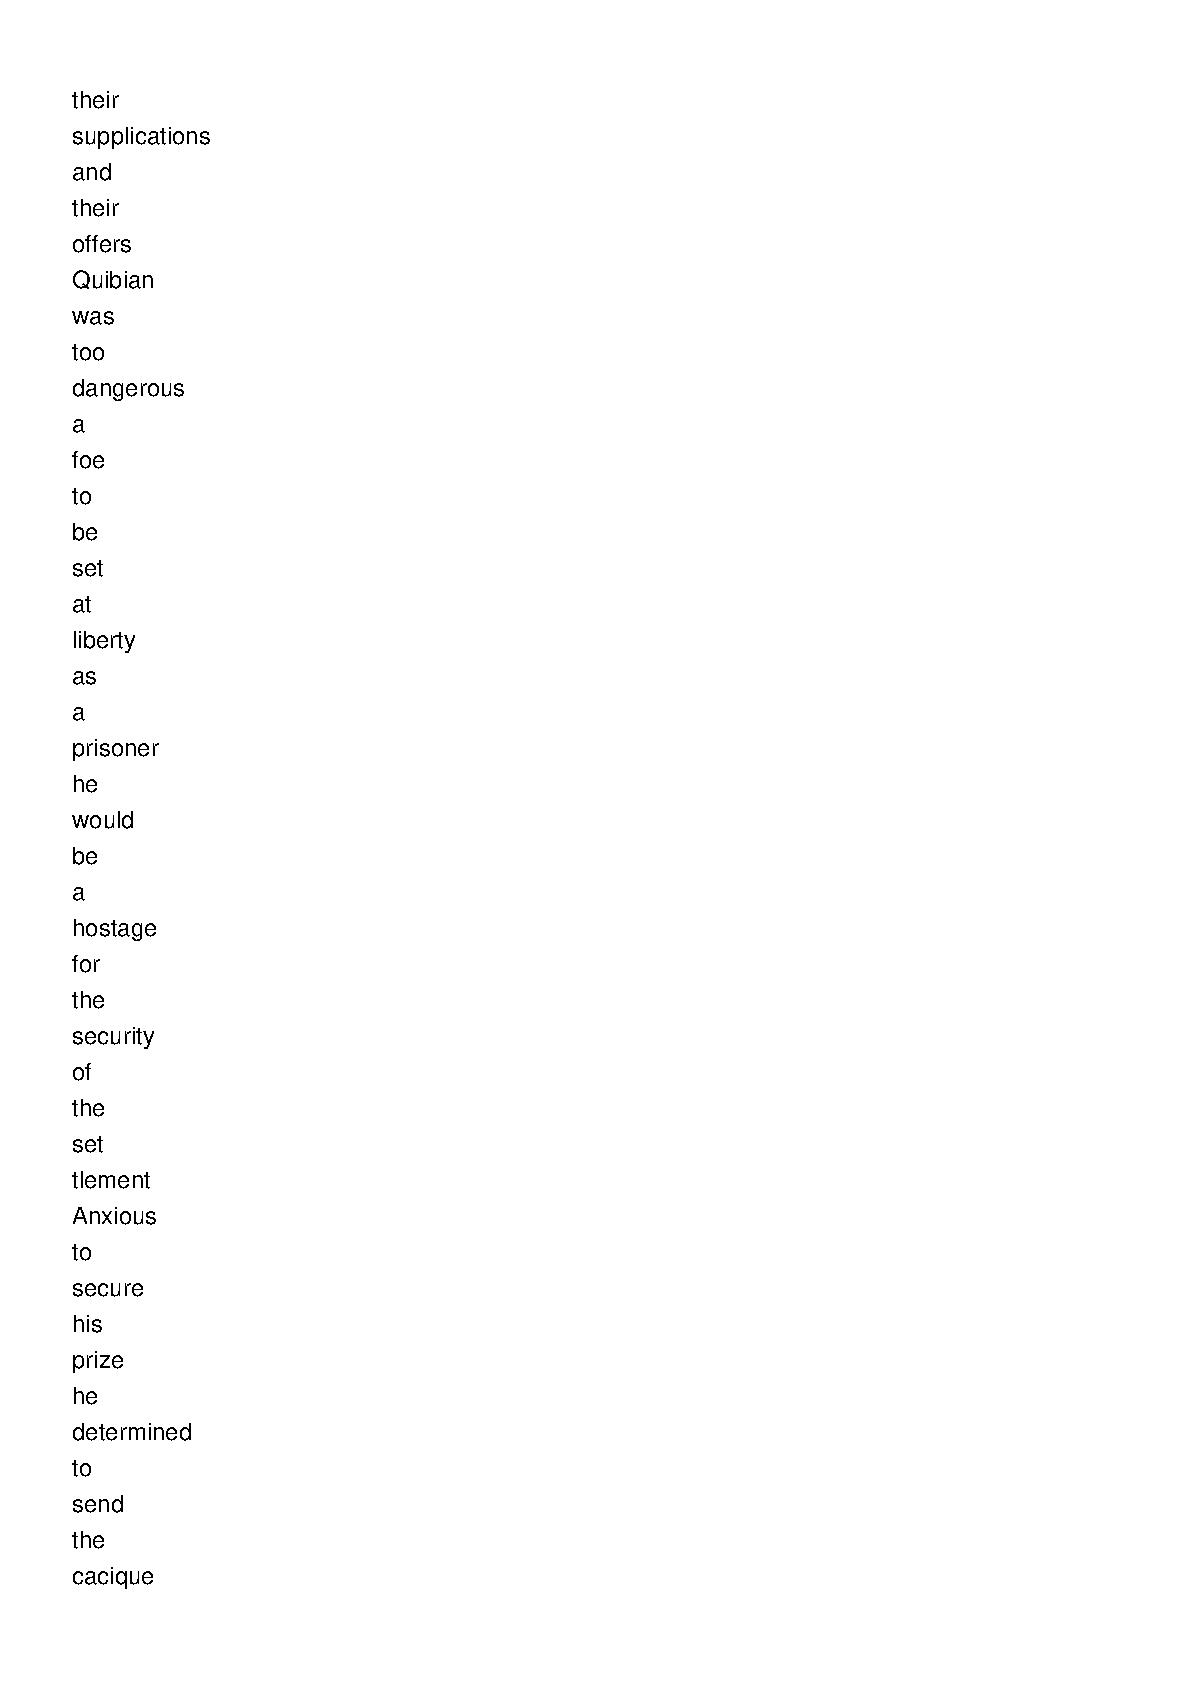 their
supplications
and
their
offers
Quibian
was
too
dangerous
a
foe
to
be
set
at
liberty
as
a
prisoner
he
would
be
a
hostage
for
the
security
of
the
set
tlement
Anxious
to
secure
his
prize
he
determined
to
send
the
cacique